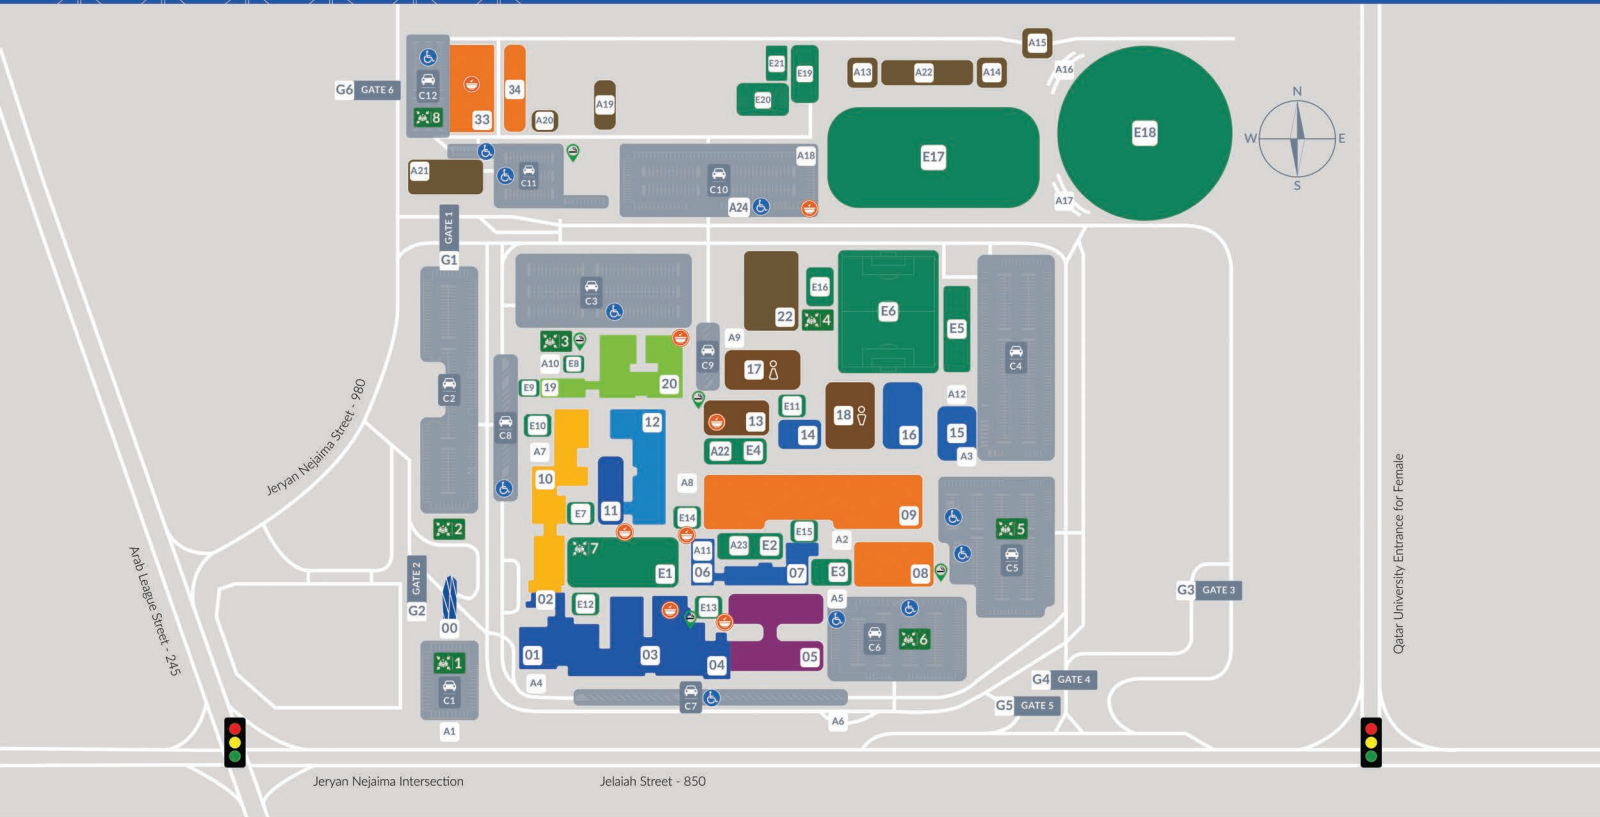 A15
E21
E19
A13
A22
A14
A16
G6 GATE 6
C12
34
A19
E20
N
8
33
A20
E17
E18
W
E
A18
A21
C11
C10
S
A24
A17
GATE 1
G1
C3
E16
E6
22
4
E5
3
A9
C9
C4
A10
E8
17
C2
E9
19
20
A12
E11
12
13
18
C8
E10
14
16
15
A7
A22
E4
A3
Jeryan Nejaima Street - 980
10
A8
11
E7
E14
09
2
5
E15
A2
7
A11
A23
E2
C5
E1
06
07
E3
08
GATE 2
G2
G3 GATE 3
Qatar University Entrance for Female
02
E12
E13
A5
00
Arab League Street - 245
01
03
04
05
C6
6
1
C1
A4
G4 GATE 4
C7
G5 GATE 5
A6
A1
Jeryan Nejaima Intersection
Jelaiah Street - 850